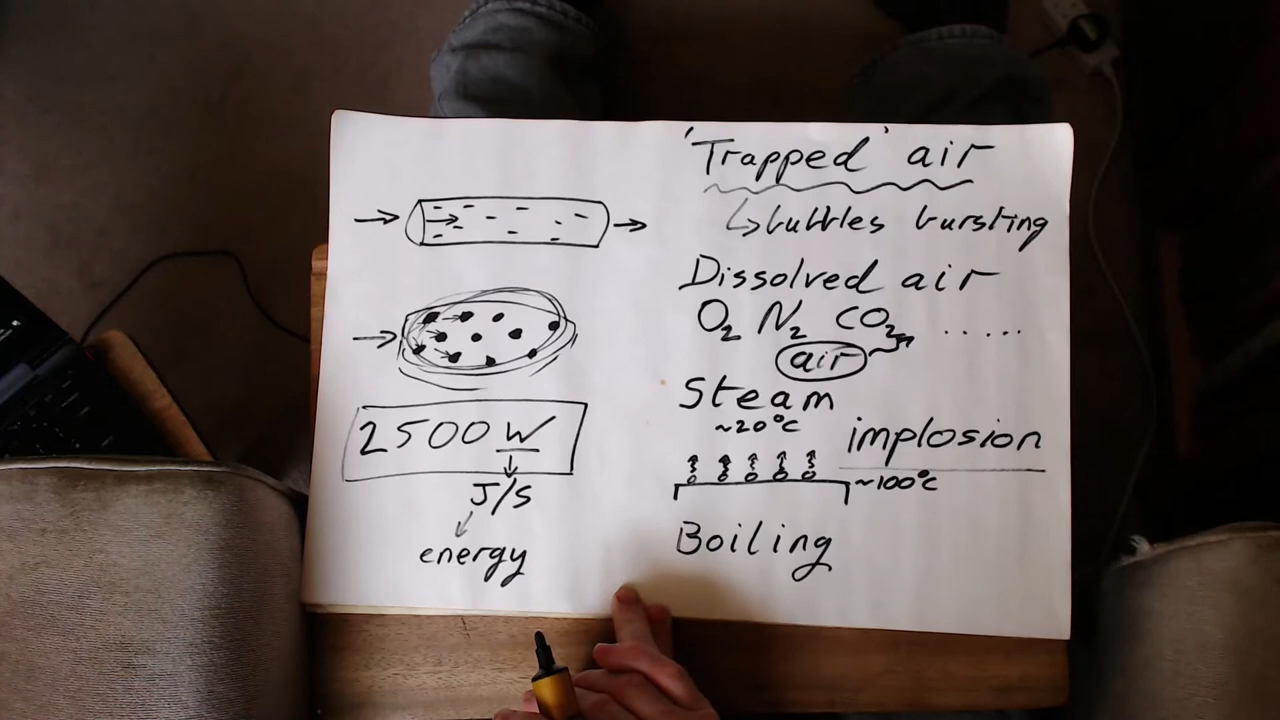 2500 W
J/s
energy
'Trapped' air
↳bubbles bursting
Dissolved air
O₂ N₂ CO₂ ......
air
Steam
~20°C
implosion
~100°C
Boiling